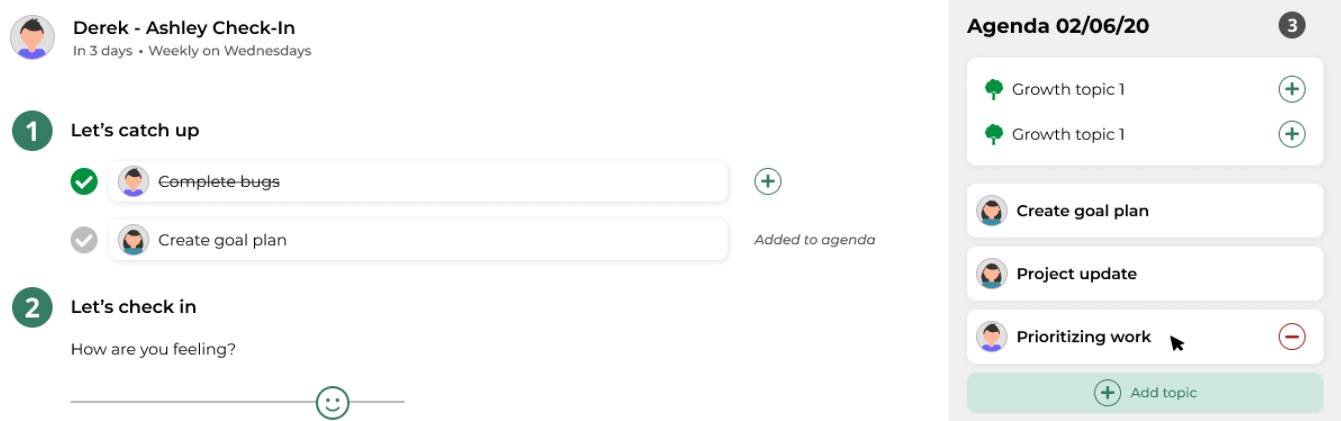 Derek - Ashley Check-In
In 3 days • Weekly on Wednesdays
1 Let's catch up
Complete bugs
Create goal plan
Added to agenda
2 Let's check in
How are you feeling?
Agenda 02/06/20
3
Growth topic 1
Growth topic 1
Create goal plan
Project update
Prioritizing work
Add topic